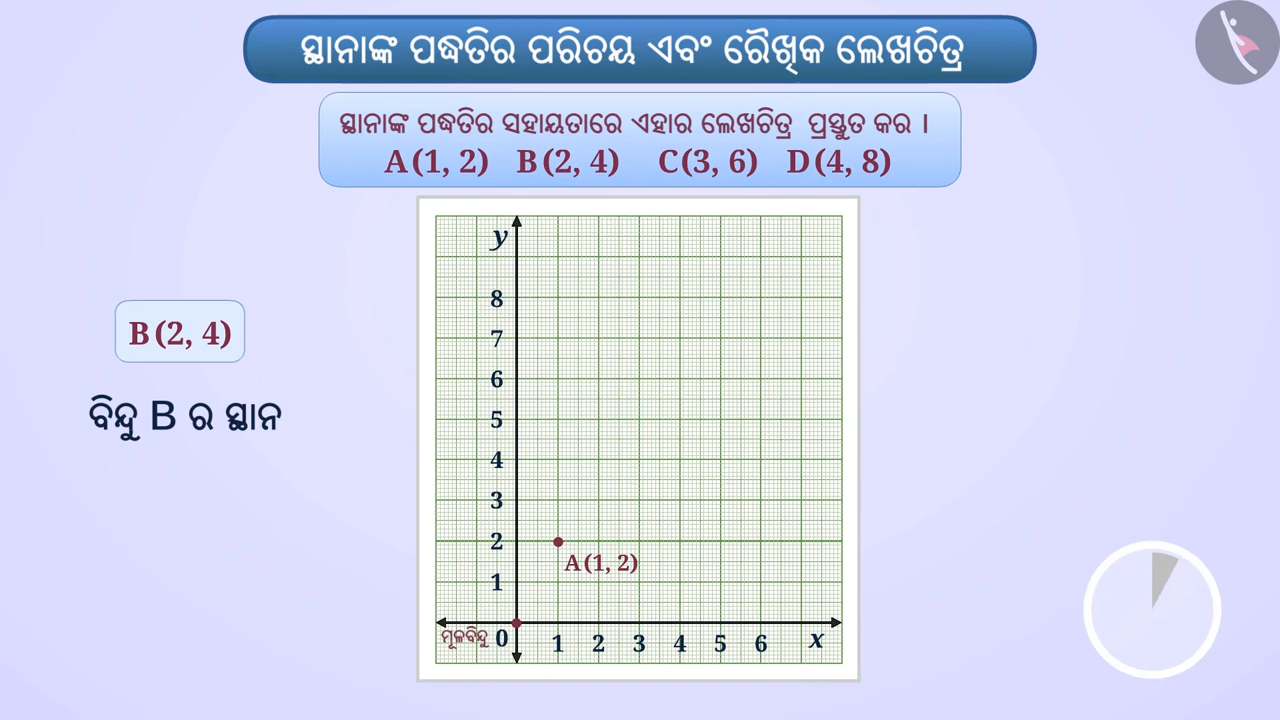 ସ୍ଥାନାଙ୍କ ପଦ୍ଧତିର ପରିଚୟ ଏବଂ ରୈଖିକ ଲେଖଚିତ୍ର
ସ୍ଥାନାଙ୍କ ପଦ୍ଧତିର ସହାୟତାରେ ଏହାର ଲେଖଚିତ୍ର ପ୍ରସ୍ତୁତ କର ।
A(1, 2) B(2, 4) C(3, 6) D(4, 8)
B(2, 4)
ବିନ୍ଦୁ B ର ସ୍ଥାନ
y
8
7
6
5
4
3
2
A(1, 2)
1
ମୂଳବିନ୍ଦୁ 0 1 2 3 4 5 6 x